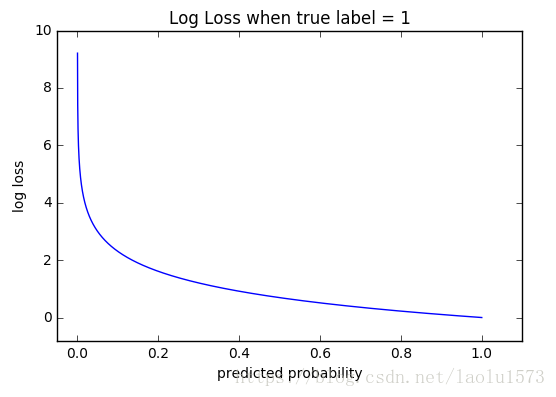 Log Loss when true label = 1
10
8
6
4
2
0
log loss
0.0 0.2 0.4 0.6 0.8 1.0
predicted probability
https://blog.csdn.net/laolu1573